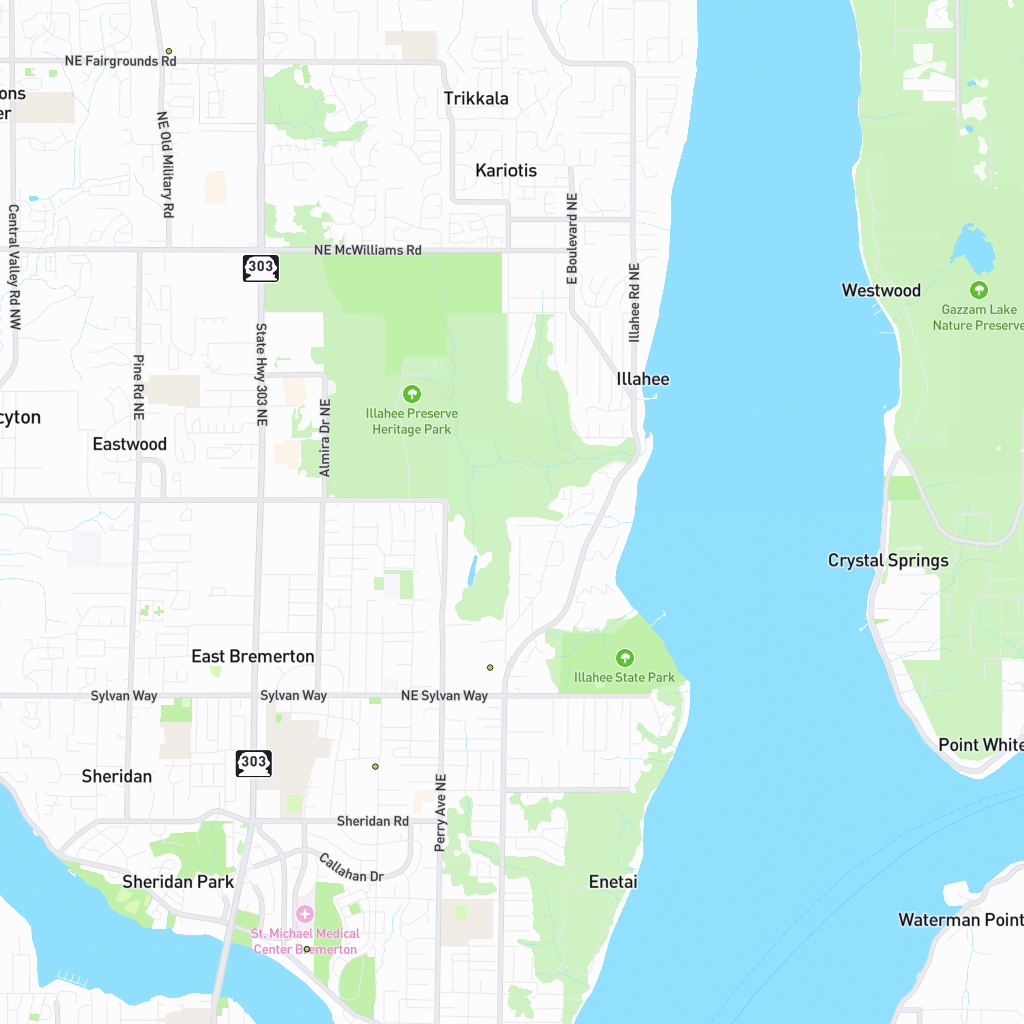 NE Fairgrounds Rd
ons
er
Trikkala
NE Old Military Rd
Kariotis
Central Valley Rd NW
E Boulevard NE
NE McWilliams Rd
303
Illahee Rd NE
Westwood
Gazzam Lake
Nature Preserve
State Hwy 303 NE
Pine Rd NE
Illahee
Almira Dr NE
Illahee Preserve
Heritage Park
cyton
Eastwood
Crystal Springs
East Bremerton
Illahee State Park
Sylvan Way
Sylvan Way
NE Sylvan Way
Point White
303
Sheridan
Perry Ave NE
Sheridan Rd
Callahan Dr
Sheridan Park
Enetai
Waterman Point
St. Michael Medical
Center Bremerton